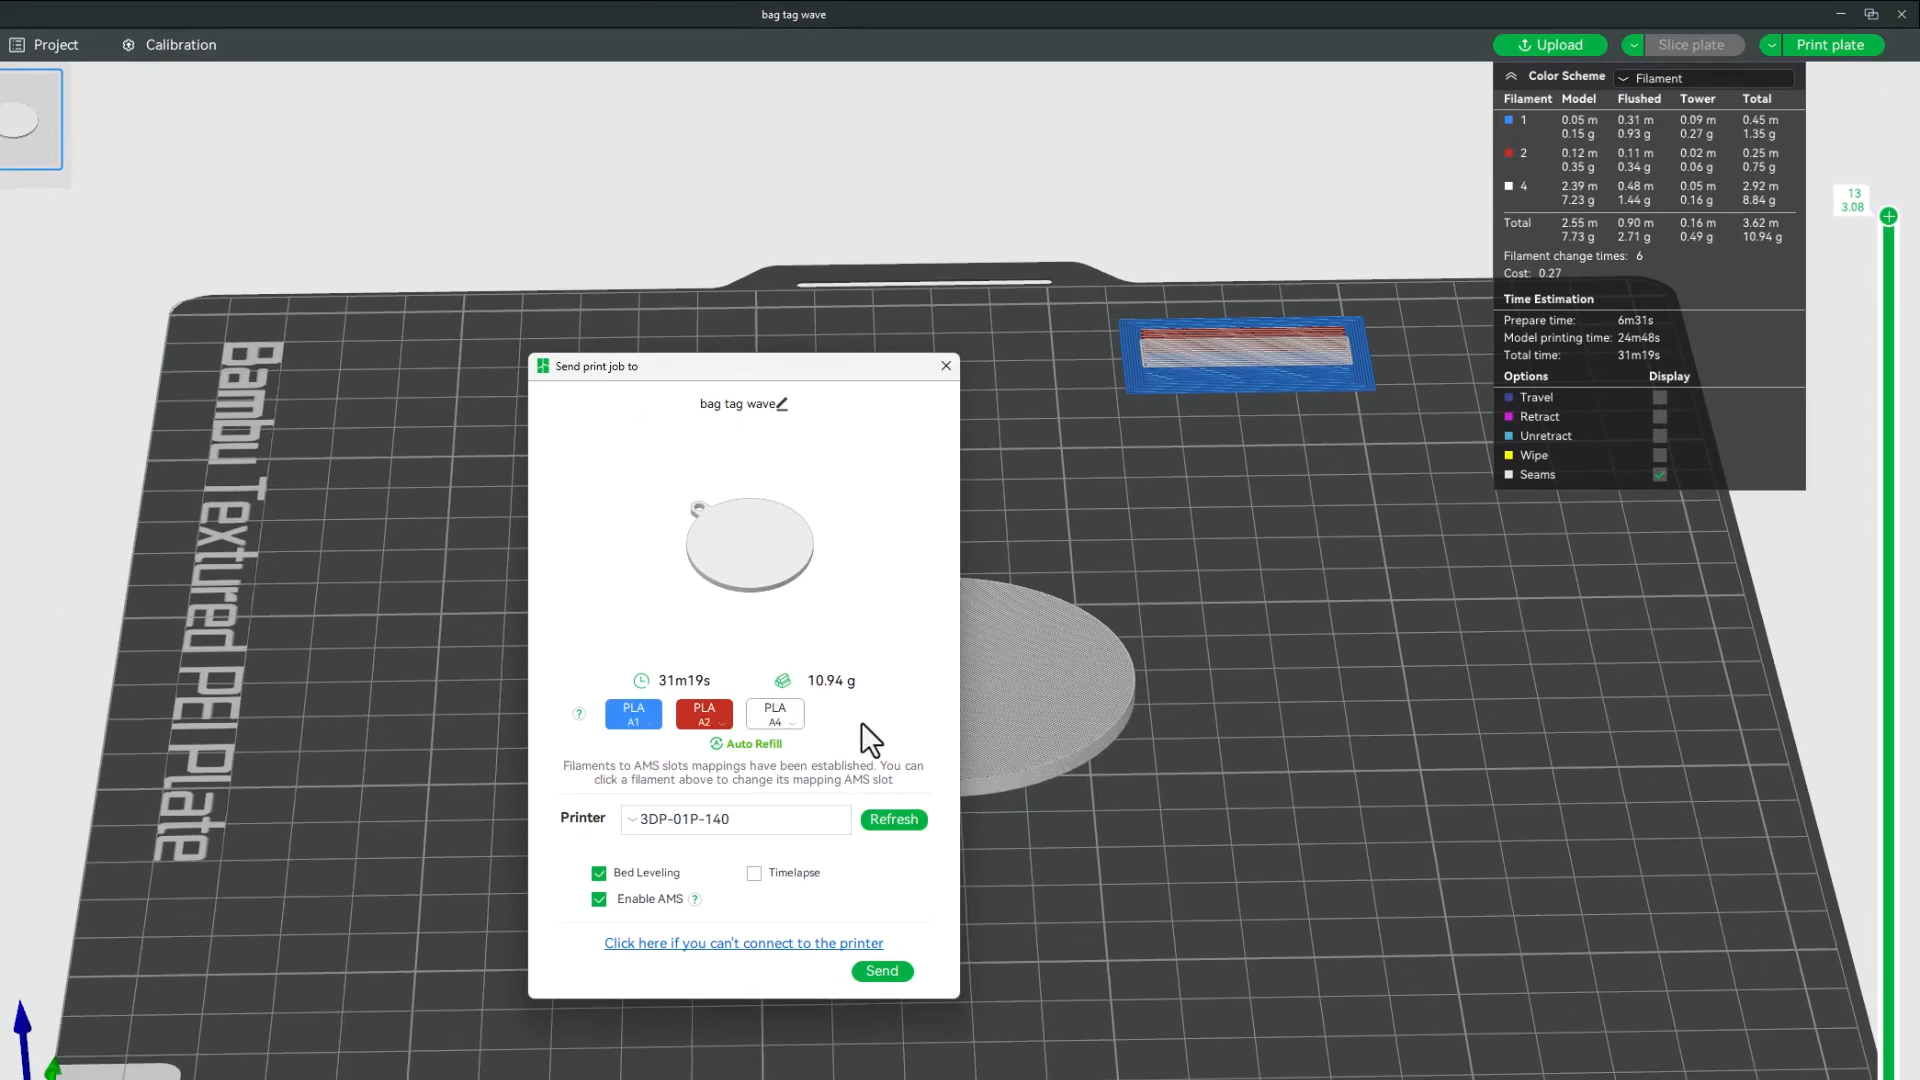 bag tag wave
Project
Calibration
Upload
Slice plate
Print plate
Color Scheme Filament
Filament Model Flushed Tower Total
1 0.05 m 0.31 m 0.09 m 0.45 m
0.15 g 0.93 g 0.27 g 1.35 g
2 0.12 m 0.11 m 0.02 m 0.25 m
0.35 g 0.34 g 0.06 g 0.75 g
4 2.39 m 0.48 m 0.05 m 2.92 m
7.23 g 1.44 g 0.16 g 8.84 g
Total 2.55 m 0.90 m 0.16 m 3.62 m
7.73 g 2.71 g 0.49 g 10.94 g
Filament change times: 6
Cost: 0.27
Time Estimation
Prepare time: 6m31s
Model printing time: 24m48s
Total time: 31m19s
Options Display
Travel
Retract
Unretract
Wipe
Seams
13
3.08
Bambu Textured PEI Plate
Send print job to
bag tag wave
31m19s 10.94 g
? PLA PLA PLA
A1 A2 A4
Auto Refill
Filaments to AMS slots mappings have been established. You can
click a filament above to change its mapping AMS slot
Printer 3DP-01P-140 Refresh
Bed Leveling Timelapse
Enable AMS ?
Click here if you can't connect to the printer
Send